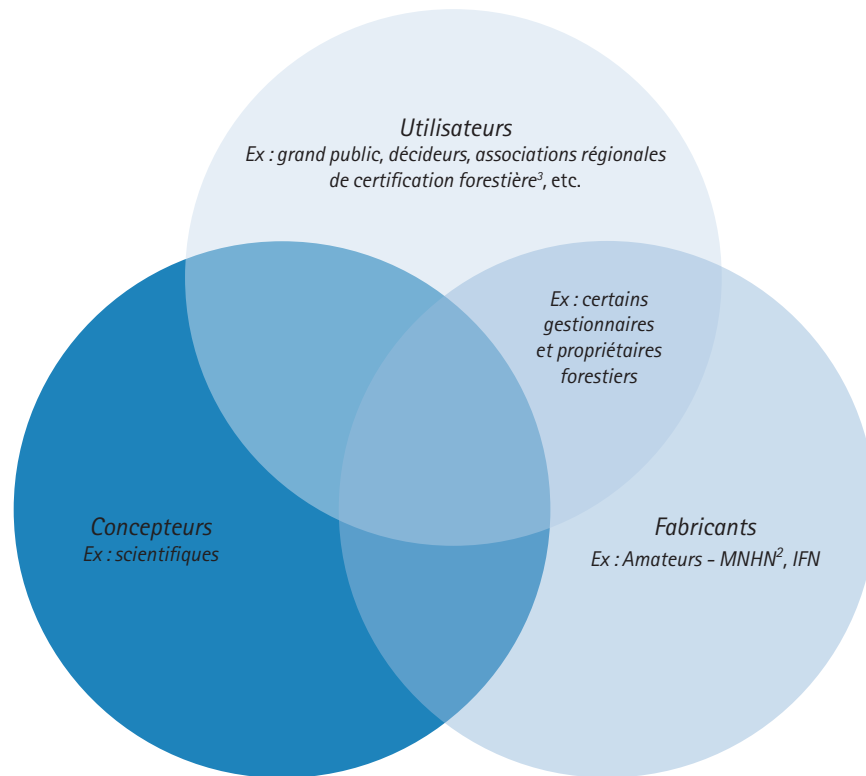 Utilisateurs
Ex : grand public, décideurs, associations régionales
de certification forestière³, etc.
Ex : certains
gestionnaires
et propriétaires
forestiers
Concepteurs
Ex : scientifiques
Fabricants
Ex : Amateurs - MNHN², IFN